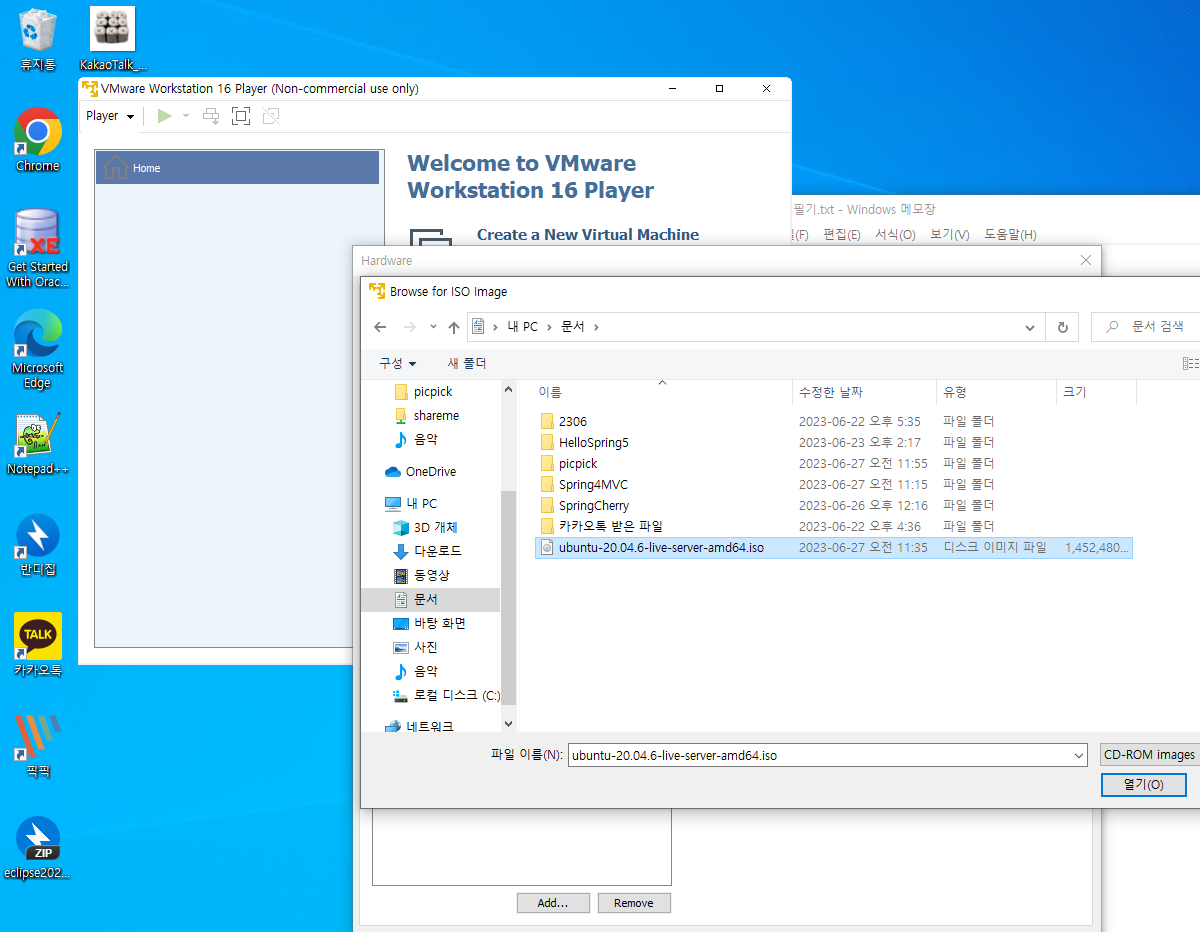 휴지통
KakaoTalk_...
Chrome
XE
Get Started
With Orac...
Microsoft
Edge
Notepad++
반디집
TALK
카카오톡
픽픽
ZIP
eclipse202...
VMware Workstation 16 Player (Non-commercial use only)
Player
Home
Welcome to VMware
Workstation 16 Player
Create a New Virtual Machine
필기.txt - Windows 메모장
(F) 편집(E) 서식(O) 보기(V) 도움말(H)
Hardware
Browse for ISO Image
내 PC > 문서 >
문서 검색
구성 새 폴더
picpick
shareme
음악
OneDrive
내 PC
3D 개체
다운로드
동영상
문서
바탕 화면
사진
음악
로컬 디스크 (C:)
네트워크
이름 수정한 날짜 유형 크기
2306 2023-06-22 오후 5:35 파일 폴더
HelloSpring5 2023-06-23 오후 2:17 파일 폴더
picpick 2023-06-27 오전 11:55 파일 폴더
Spring4MVC 2023-06-27 오전 11:15 파일 폴더
SpringCherry 2023-06-26 오후 12:16 파일 폴더
카카오톡 받은 파일 2023-06-22 오후 4:36 파일 폴더
ubuntu-20.04.6-live-server-amd64.iso 2023-06-27 오전 11:35 디스크 이미지 파일 1,452,480...
파일 이름(N): ubuntu-20.04.6-live-server-amd64.iso CD-ROM images
열기(O)
Add... Remove